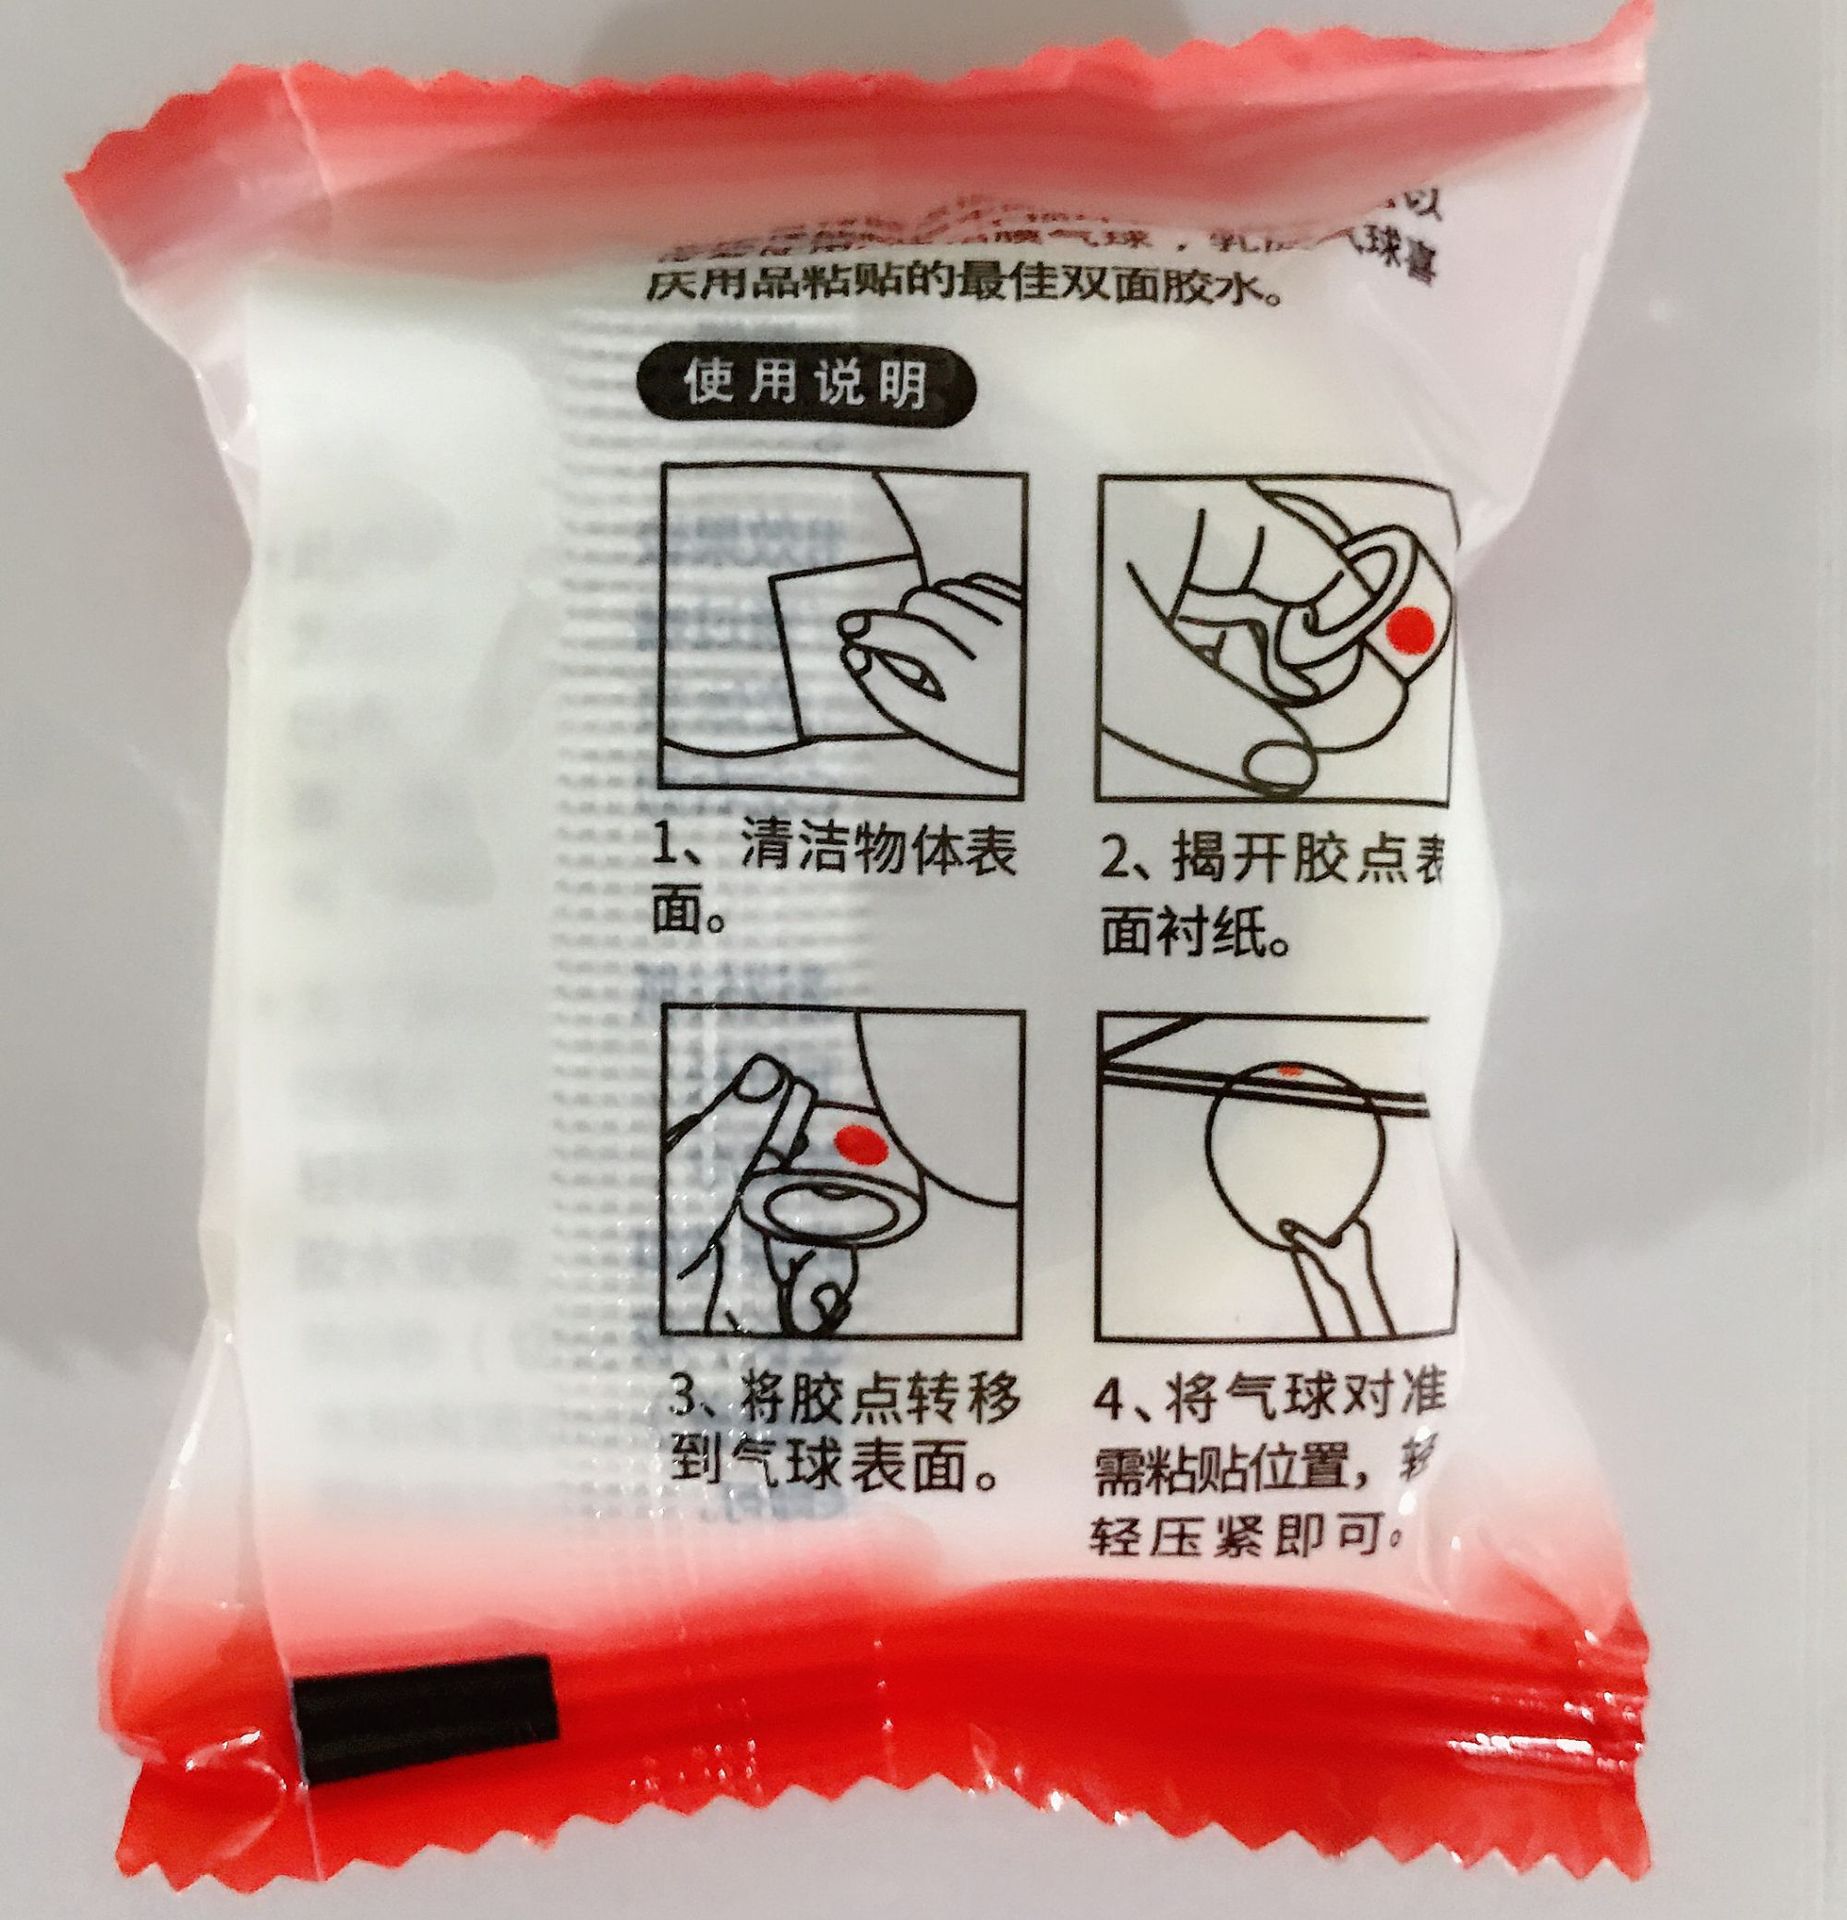 气球
庆用品粘贴的最佳双面胶水。
使用说明
1、清洁物体表
面。
2、揭开胶点表
面衬纸。
3、将胶点转移
到气球表面。
4、将气球对准
需粘贴位置，轻
轻压紧即可。